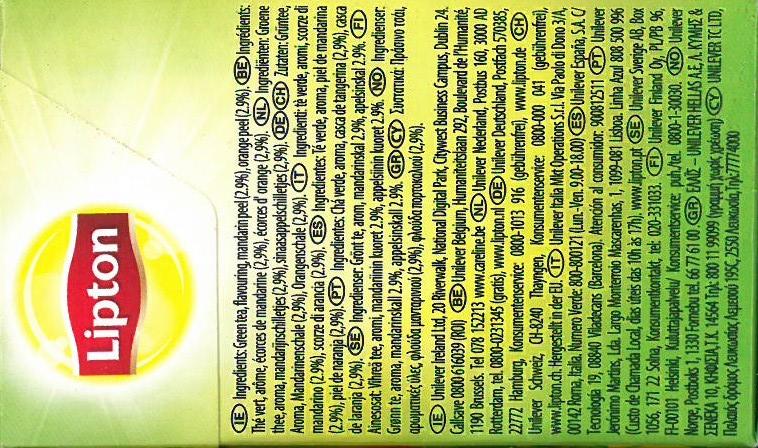 Lipton
IE Ingredients: Green tea, flavouring, mandarin peel (2.9%), orange peel (2.9%). BE Ingrédients:
The vert, arôme, écorces de mandarine (2,9%), écorces d' orange (2,9%). NL Ingrediënten: Groene
thee, aroma, mandarijnschilletjes (2,9%), sinaasappelschilletjes (2,9%). DE CH Zutaten: Grüntee,
Aroma, Mandarinenschale (2,9%), Orangenschale (2,9%). IT Ingredienti: tè verde, aromi, scorze di
mandarino (2,9%), scorze di arancia (2,9%). ES Ingredientes: Té verde, aroma, piel de mandarina
(2,9%), piel de naranja (2,9%). PT Ingredientes: Chá verde, aroma, casca de tangerina (2,9%), casca
de laranja (2,9%). SE Ingredienser: Grönt te, arom, mandarinskal 2.9%, apelsinskal 2.9%. FI
Ainesosat: Vihreä tee, aromi, mandariinin kuoret 2.9%, appelsiinin kuoret 2.9%. NO Ingredienser:
Grønn te, aroma, mandarinskall 2.9%, appelsinskall 2.9%. GR CY Συστατικά: Πράσινο τσάι,
αρωματικές ύλες, φλούδα μανταρινιού (2,9%), φλούδα πορτοκαλιού (2,9%).
IE Unilever Ireland Ltd, 20 Riverwalk, National Digital Park, Citywest Business Campus, Dublin 24.
Callsave 0800 616039 (ROI) BE Unilever Belgium, Humaniteitslaan 292, Boulevard de l'Humanité,
1190 Brussels. Tel 078 152213 www.careline.be NL Unilever Nederland, Postbus 160, 3000 AD
Rotterdam, tel. 0800-0231245 (gratis), www.lipton.nl DE Unilever Deutschland, Postfach 570385,
22772 Hamburg, Konsumentenservice: 0800-1013 916 (gebührenfrei), www.lipton.de CH
Unilever Schweiz, CH-8240 Thayngen, Konsumentenservice: 0800-000 041 (gebührenfrei),
www.lipton.ch. Hergestellt in der EU. IT Unilever Italia Mkt Operations S.r.l. Via Paolo di Dono 3/A,
00142 Roma, Italia. Numero Verde: 800-800121 (Lun.-Ven. 9.00-18.00) ES Unilever España, S.A. C/
Tecnología 19, 08840 Viladecans (Barcelona). Atención al consumidor: 900812511 PT Unilever
Jerónimo Martins, Lda. Largo Monterroio Mascarenhas, 1, 1099-081 Lisboa. Linha Azul 808 500 996
(Custo de Chamada Local, dias úteis das 10h às 17h). www.lipton.pt SE Unilever Sverige AB, Box
1056, 171 22 Solna, Konsumentkontakt, tel: 020-331033. FI Unilever Finland Oy, PL/PB 96,
FI-00101 Helsinki, Kuluttajapalvelu/ Konsumentservice: puh./tel. 0800-1-30030. NO Unilever
Norge, Postboks 1, 1330 Fornebu tel. 66 77 61 00. GR ΕΛΑΪΣ – UNILEVER HELLAS A.E. Λ. ΚΥΜΗΣ &
ΣΕΝΕΚΑ 10, ΚΗΦΙΣΙΑ,Τ.Κ. 14564 Τηλ: 800 11 99099 (γραμμή χωρίς χρέωση) CY UNILEVER TC LTD,
Παλαιός δρόμος Λευκωσίας Λεμεσού 195C, 2550 Λευκωσία, Τηλ:77774000